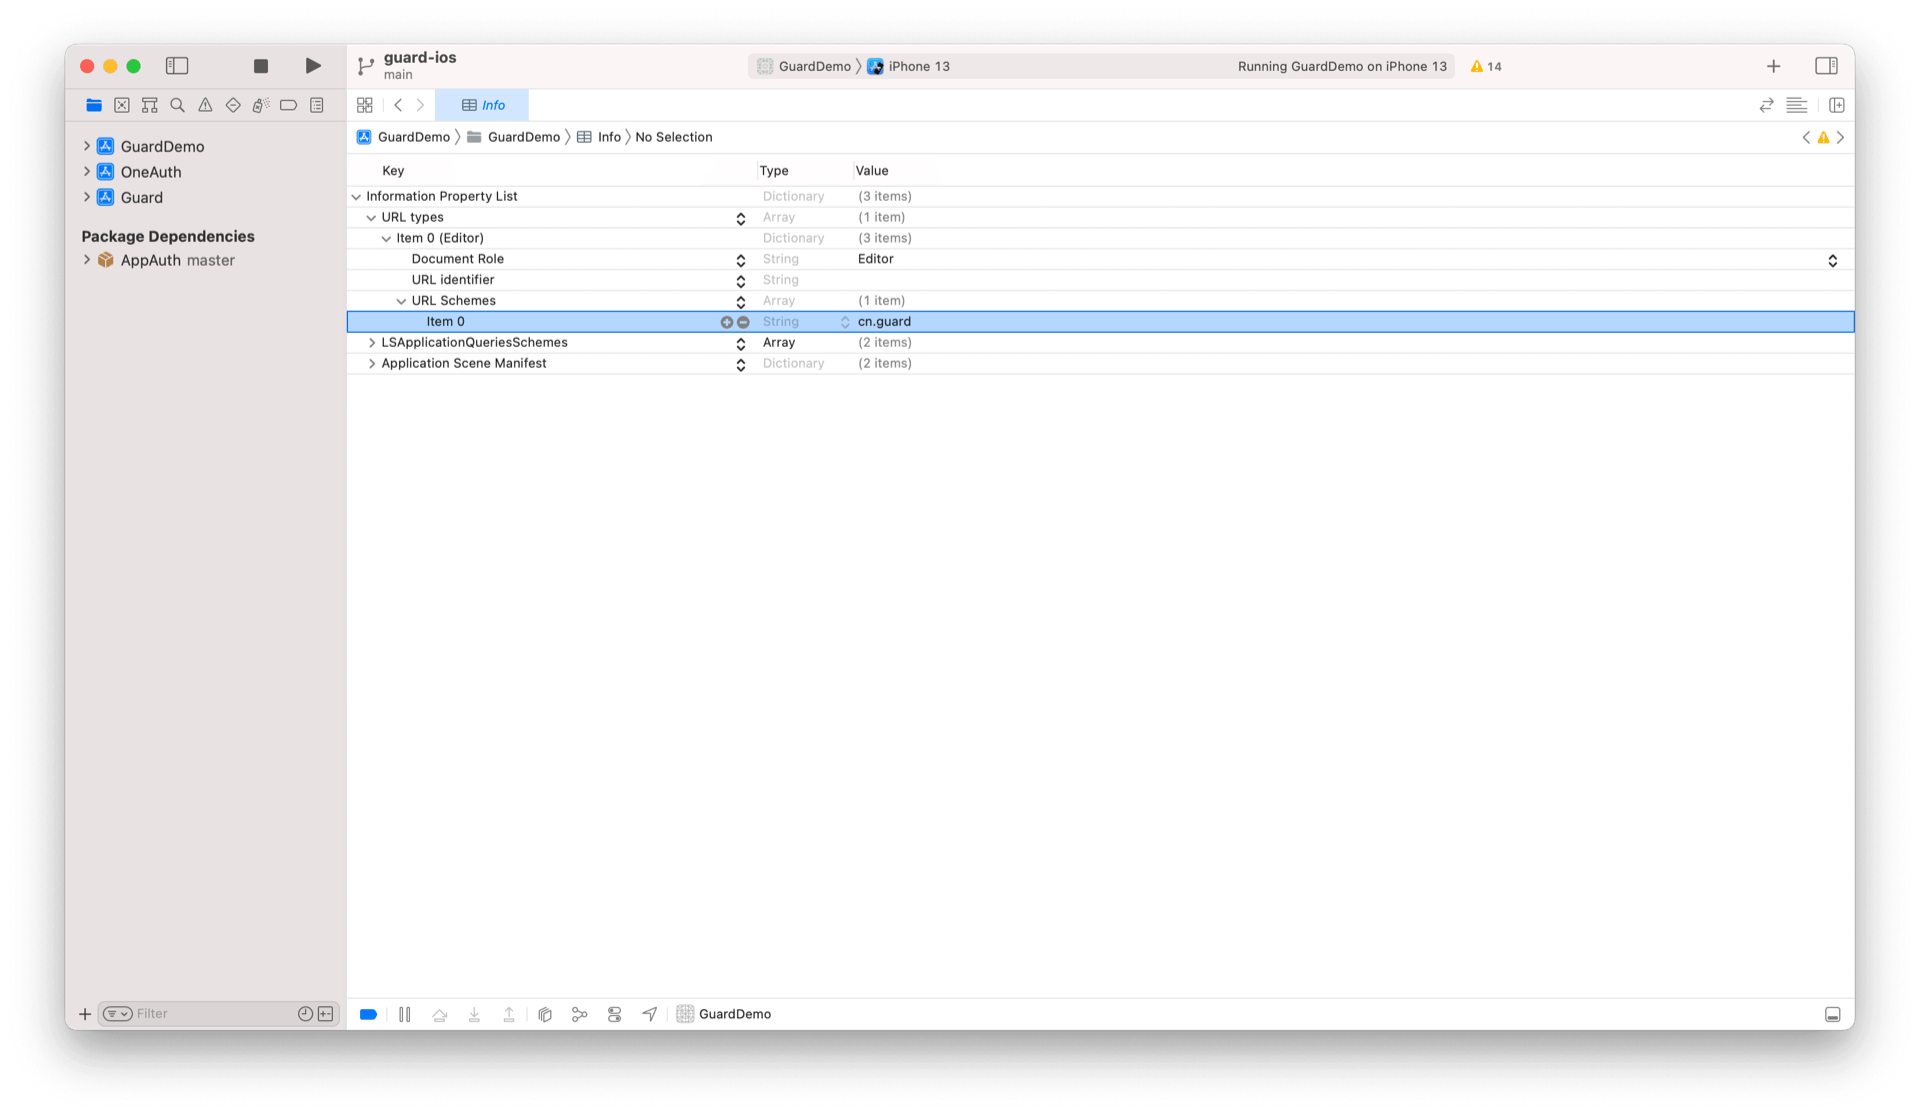 guard-ios
main
GuardDemo 〉 iPhone 13
Running GuardDemo on iPhone 13
14
Info
GuardDemo 〉 GuardDemo 〉 Info 〉 No Selection
GuardDemo
OneAuth
Guard
Package Dependencies
AppAuth master
Key Type Value
Information Property List Dictionary (3 items)
URL types Array (1 item)
Item 0 (Editor) Dictionary (3 items)
Document Role String Editor
URL identifier String
URL Schemes Array (1 item)
Item 0 String cn.guard
LSApplicationQueriesSchemes Array (2 items)
Application Scene Manifest Dictionary (2 items)
Filter
GuardDemo